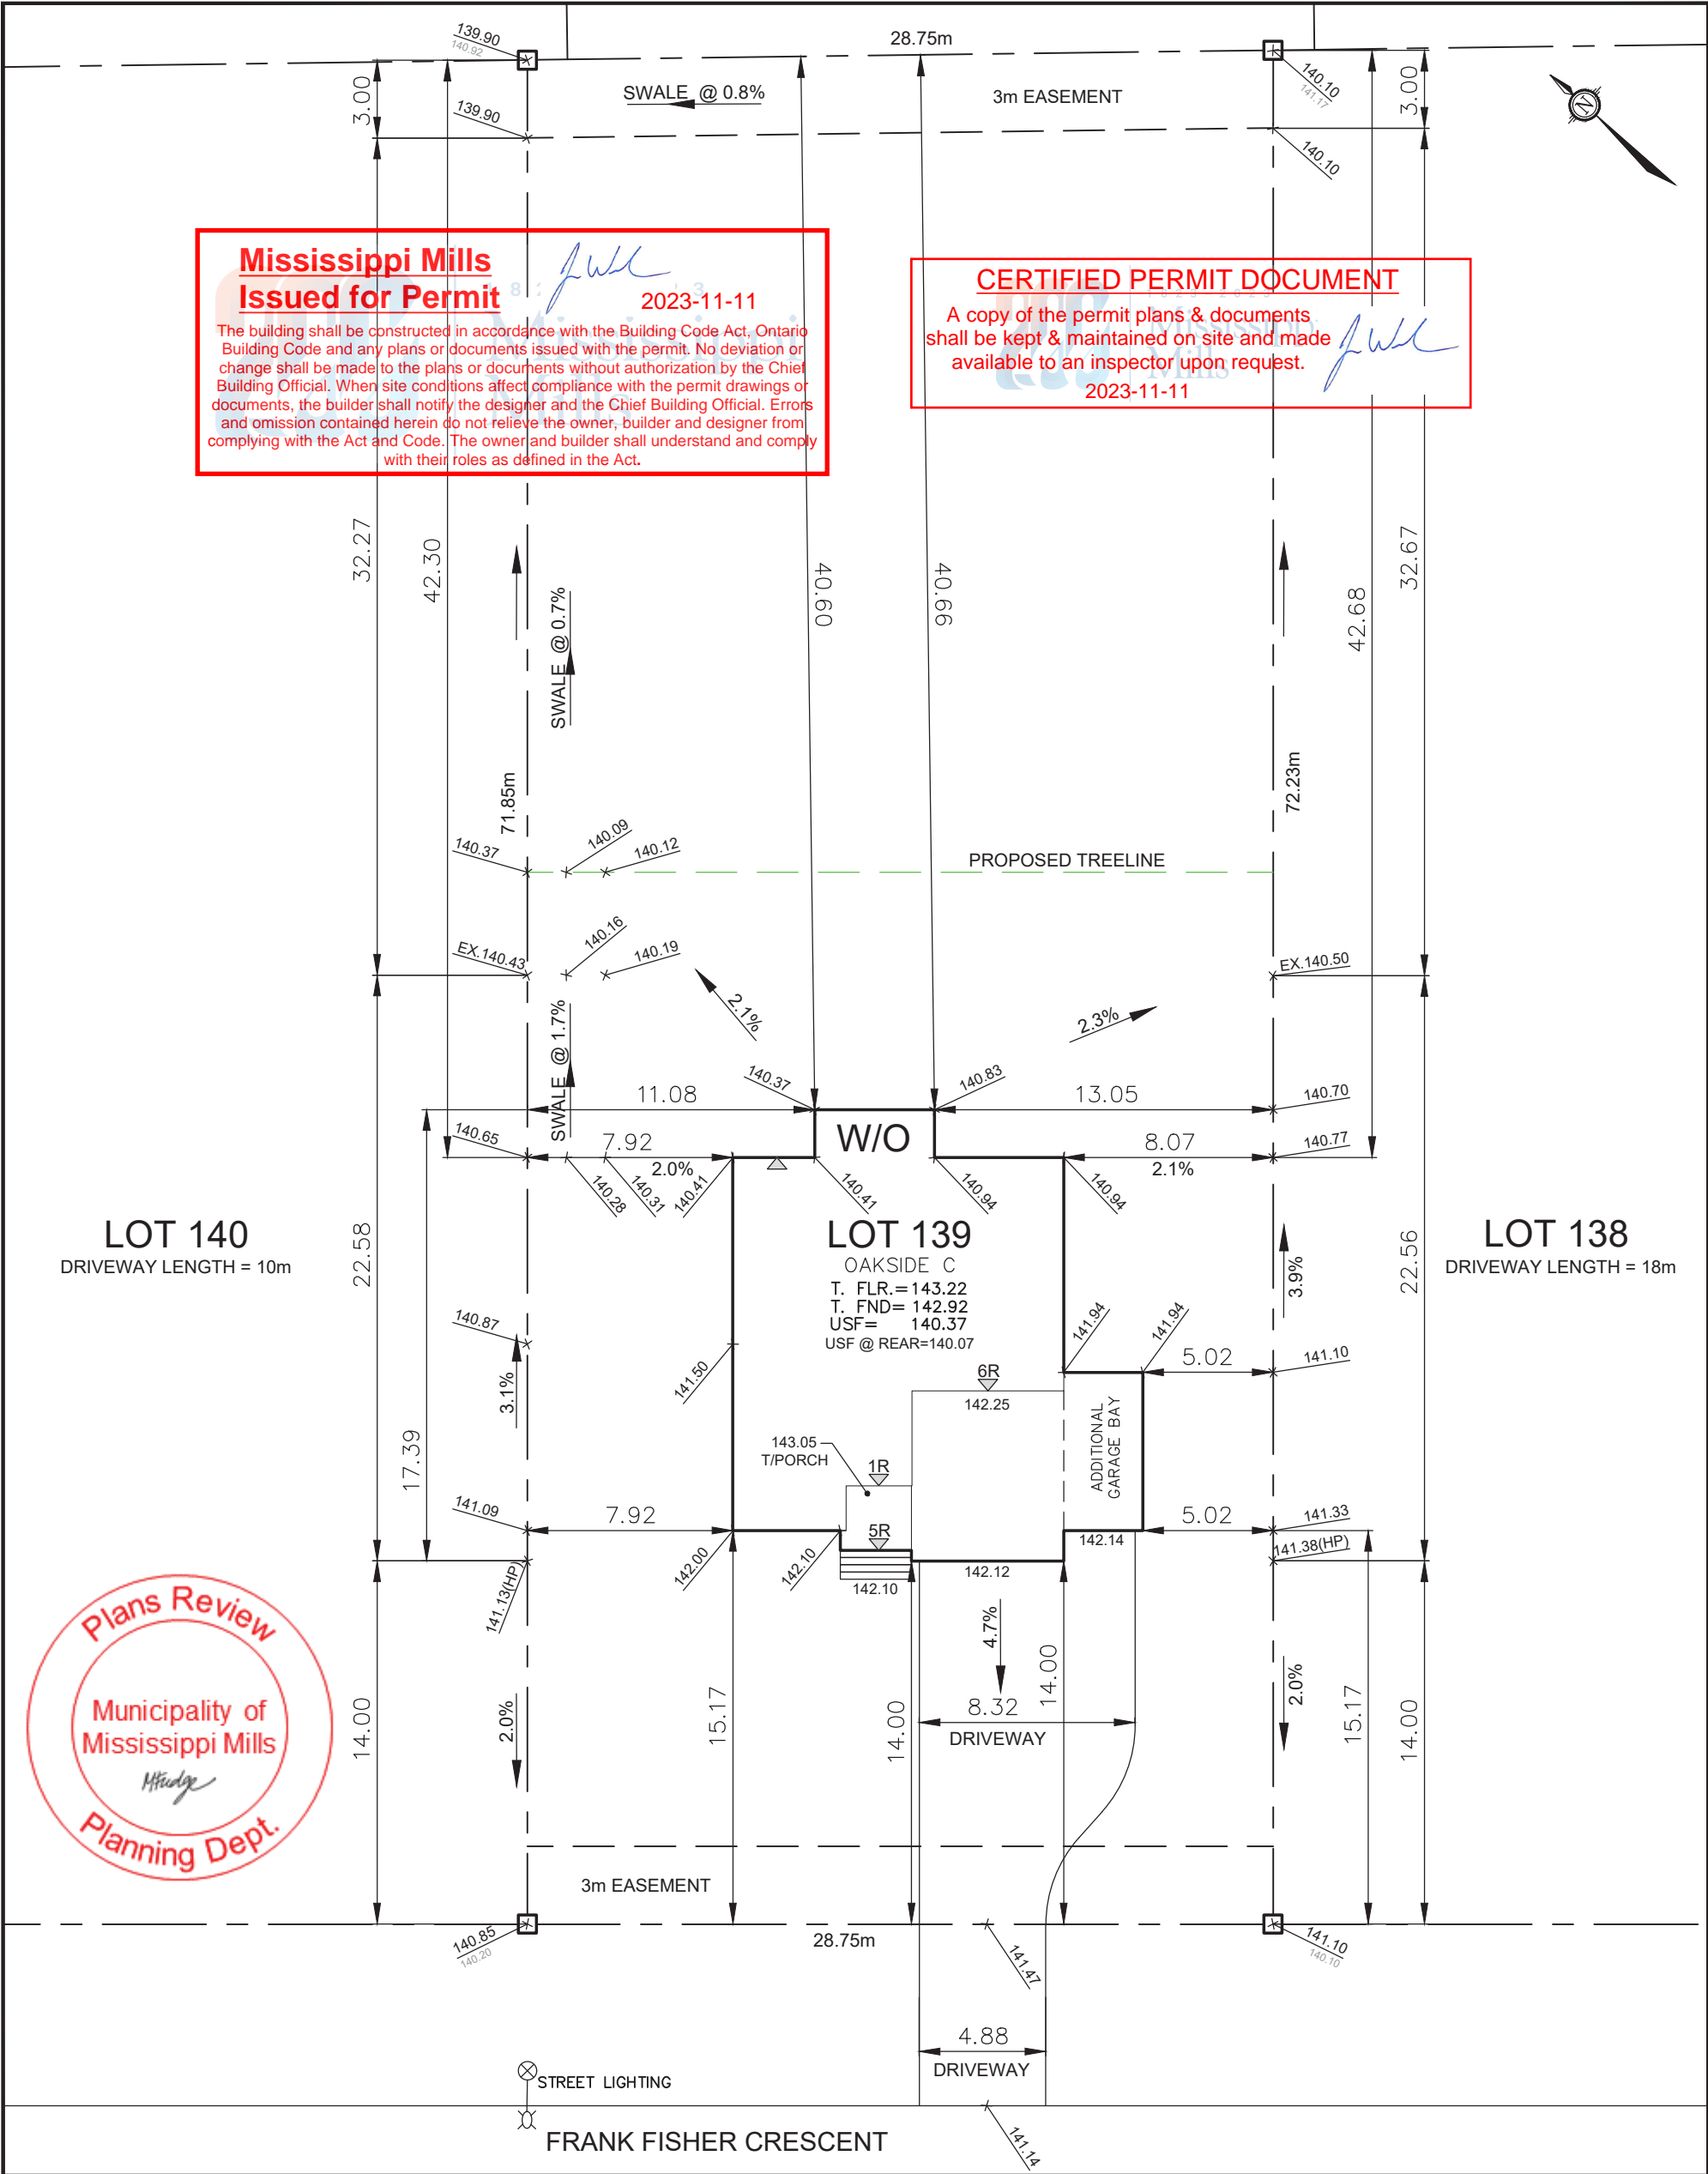 139.90
140.92
28.75m
SWALE @ 0.8%
3m EASEMENT
140.10
141.17
3.00
3.00
139.90
140.10
N
Mississippi Mills
Issued for Permit
2023-11-11
The building shall be constructed in accordance with the Building Code Act, Ontario
Building Code and any plans or documents issued with the permit. No deviation or
change shall be made to the plans or documents without authorization by the Chief
Building Official. When site conditions affect compliance with the permit drawings or
documents, the builder shall notify the designer and the Chief Building Official. Errors
and omission contained herein do not relieve the owner, builder and designer from
complying with the Act and Code. The owner and builder shall understand and comply
with their roles as defined in the Act.
CERTIFIED PERMIT DOCUMENT
A copy of the permit plans & documents
shall be kept & maintained on site and made
available to an inspector upon request.
2023-11-11
Mississippi
Mills
Mississippi
Mills
32.27
42.30
SWALE @ 0.7%
40.60
40.66
42.68
32.67
71.85m
72.23m
140.37
140.09
140.12
PROPOSED TREELINE
EX.140.43
140.16
140.19
EX.140.50
SWALE @ 1.7%
2.1%
2.3%
140.37
140.83
11.08
13.05
140.70
140.65
7.92
2.0%
W/O
8.07
2.1%
140.77
140.28
140.31
140.41
140.41
140.94
140.94
LOT 140
DRIVEWAY LENGTH = 10m
22.58
LOT 139
OAKSIDE C
T. FLR.=143.22
T. FND= 142.92
USF= 140.37
USF @ REAR=140.07
3.9%
22.56
LOT 138
DRIVEWAY LENGTH = 18m
140.87
3.1%
141.50
141.94
141.94
5.02
141.10
6R
142.25
17.39
143.05
T/PORCH
1R
ADDITIONAL
GARAGE BAY
141.09
7.92
5R
5.02
141.33
141.38(HP)
141.13(HP)
142.00
142.10
142.10
142.12
142.14
Plans Review
Municipality of
Mississippi Mills
MFudge
Planning Dept.
14.00
2.0%
15.17
14.00
4.7%
14.00
8.32
DRIVEWAY
2.0%
15.17
14.00
3m EASEMENT
140.85
140.20
28.75m
141.47
141.10
140.10
4.88
DRIVEWAY
STREET LIGHTING
FRANK FISHER CRESCENT
141.14